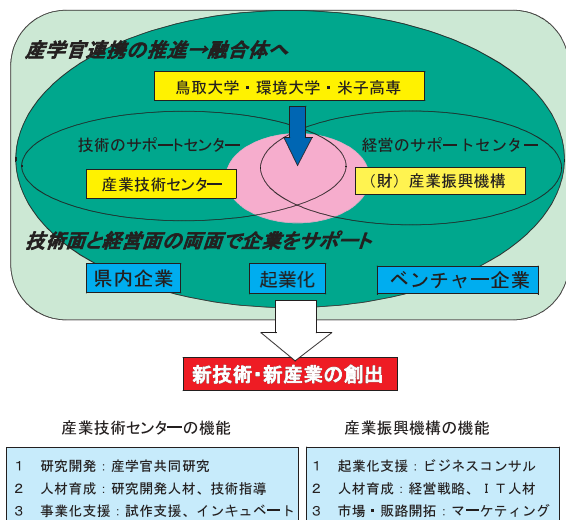 産学官連携の推進→融合体へ
鳥取大学・環境大学・米子高専
技術のサポートセンター
経営のサポートセンター
産業技術センター
(財)産業振興機構
技術面と経営面の両面で企業をサポート
県内企業
起業化
ベンチャー企業
新技術・新産業の創出
産業技術センターの機能
1 研究開発:産学官共同研究
2 人材育成:研究開発人材、技術指導
3 事業化支援:試作支援、インキュベート
産業振興機構の機能
1 起業化支援:ビジネスコンサル
2 人材育成:経営戦略、IT人材
3 市場・販路開拓:マーケティング